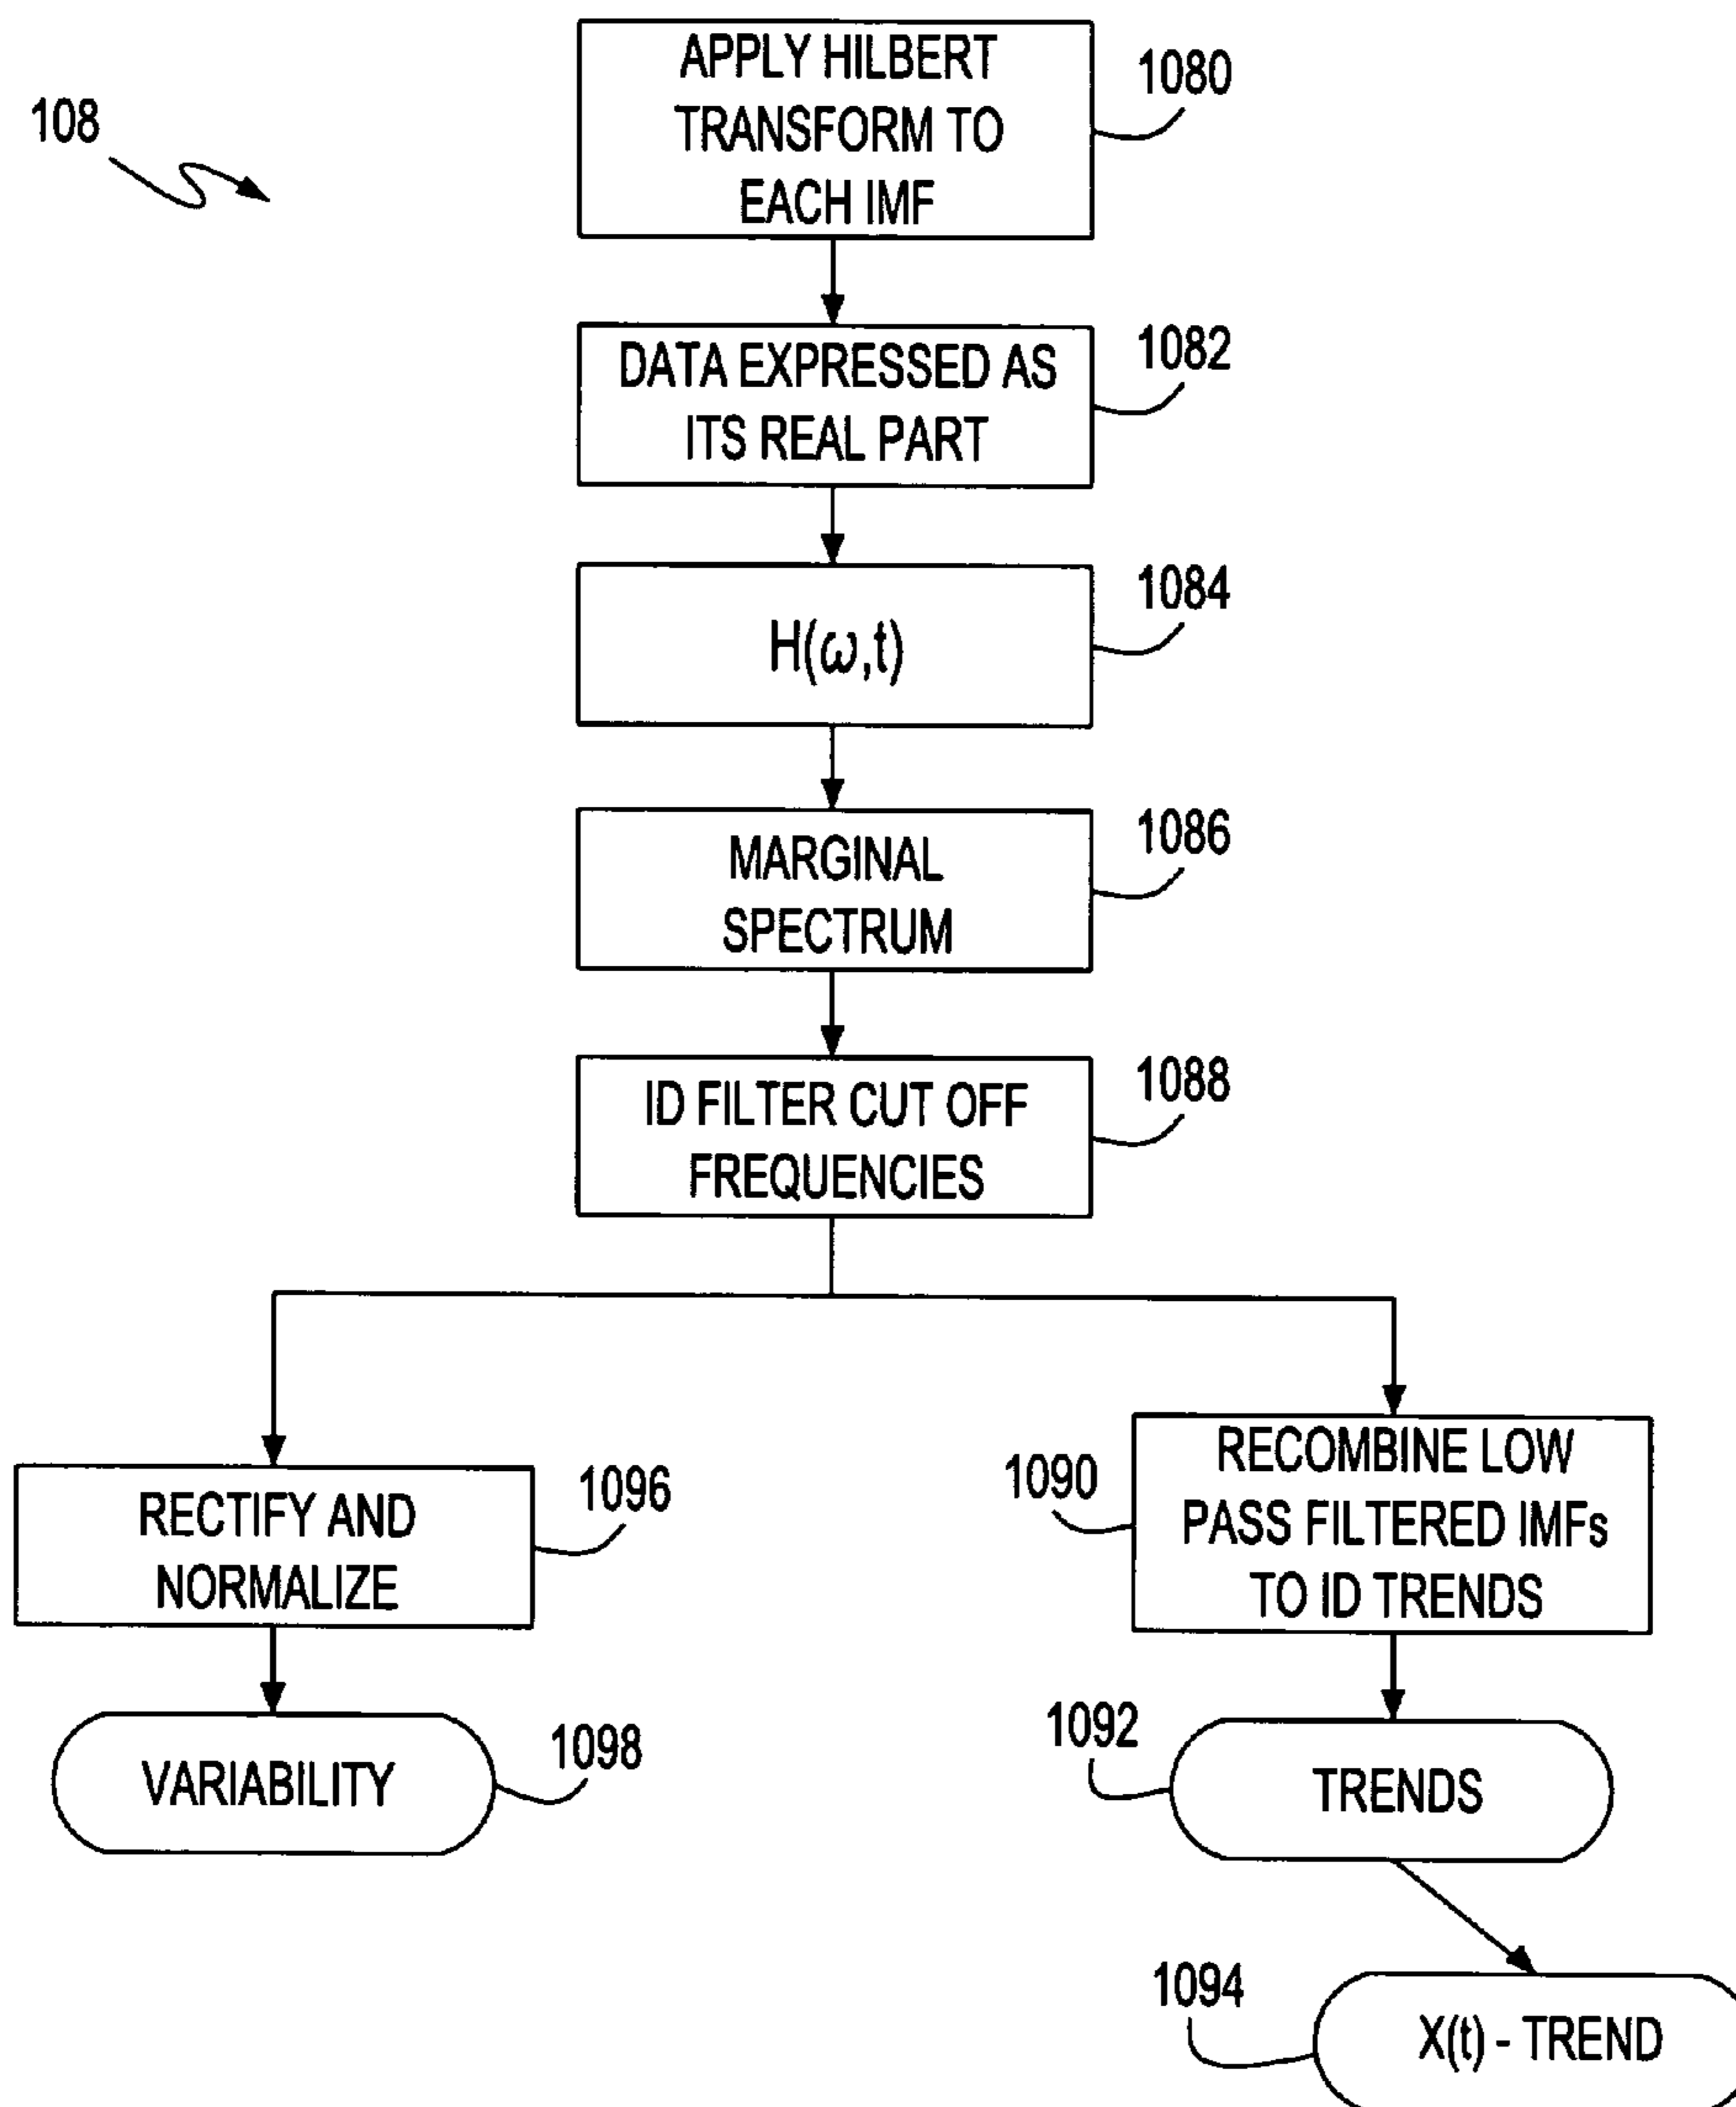 108
APPLY HILBERT
TRANSFORM TO
EACH IMF
1080
DATA EXPRESSED AS
ITS REAL PART
1082
H(ω,t)
1084
MARGINAL
SPECTRUM
1086
ID FILTER CUT OFF
FREQUENCIES
1088
RECTIFY AND
NORMALIZE
1096
VARIABILITY
1098
1090
RECOMBINE LOW
PASS FILTERED IMFs
TO ID TRENDS
1092
TRENDS
1094
X(t) - TREND